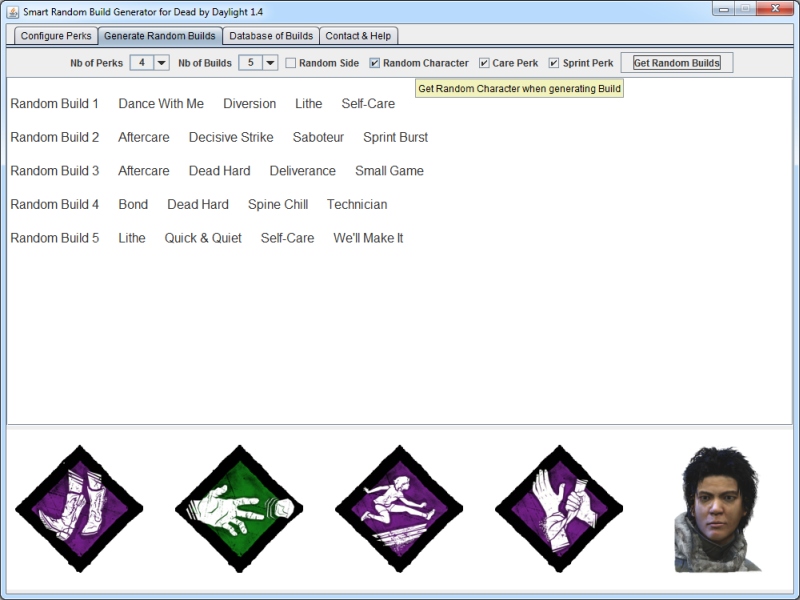 Smart Random Build Generator for Dead by Daylight 1.4
Configure Perks Generate Random Builds Database of Builds Contact & Help
Nb of Perks 4 Nb of Builds 5 Random Side Random Character Care Perk Sprint Perk Get Random Builds
Get Random Character when generating Build
Random Build 1 Dance With Me Diversion Lithe Self-Care
Random Build 2 Aftercare Decisive Strike Saboteur Sprint Burst
Random Build 3 Aftercare Dead Hard Deliverance Small Game
Random Build 4 Bond Dead Hard Spine Chill Technician
Random Build 5 Lithe Quick & Quiet Self-Care We'll Make It